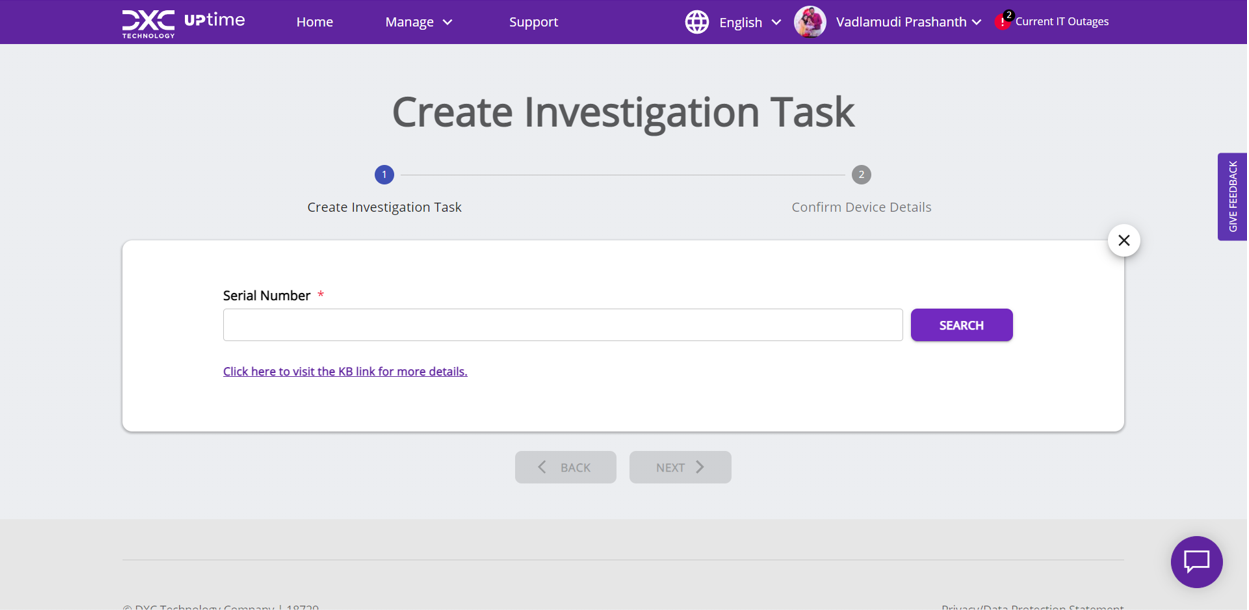 DXC TECHNOLOGY UPtime Home Manage Support English Vadlamudi Prashanth 2 Current IT Outages
Create Investigation Task
1 2
Create Investigation Task Confirm Device Details
GIVE FEEDBACK
Serial Number *
SEARCH
Click here to visit the KB link for more details.
BACK NEXT
© DXC Technology Company | 18739 Privacy/Data Protection Statement